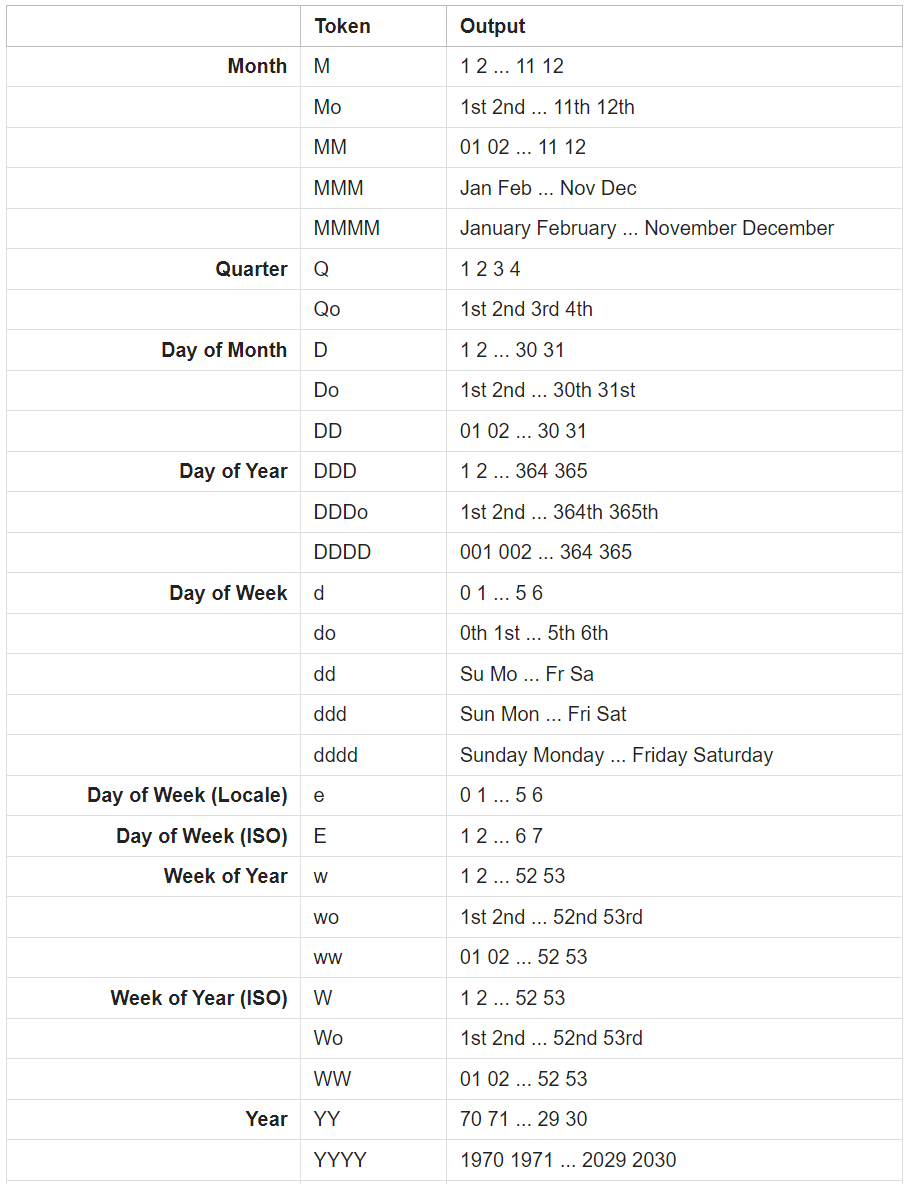 Token Output
Month M 1 2 ... 11 12
Mo 1st 2nd ... 11th 12th
MM 01 02 ... 11 12
MMM Jan Feb ... Nov Dec
MMMM January February ... November December
Quarter Q 1 2 3 4
Qo 1st 2nd 3rd 4th
Day of Month D 1 2 ... 30 31
Do 1st 2nd ... 30th 31st
DD 01 02 ... 30 31
Day of Year DDD 1 2 ... 364 365
DDDo 1st 2nd ... 364th 365th
DDDD 001 002 ... 364 365
Day of Week d 0 1 ... 5 6
do 0th 1st ... 5th 6th
dd Su Mo ... Fr Sa
ddd Sun Mon ... Fri Sat
dddd Sunday Monday ... Friday Saturday
Day of Week (Locale) e 0 1 ... 5 6
Day of Week (ISO) E 1 2 ... 6 7
Week of Year w 1 2 ... 52 53
wo 1st 2nd ... 52nd 53rd
ww 01 02 ... 52 53
Week of Year (ISO) W 1 2 ... 52 53
Wo 1st 2nd ... 52nd 53rd
WW 01 02 ... 52 53
Year YY 70 71 ... 29 30
YYYY 1970 1971 ... 2029 2030